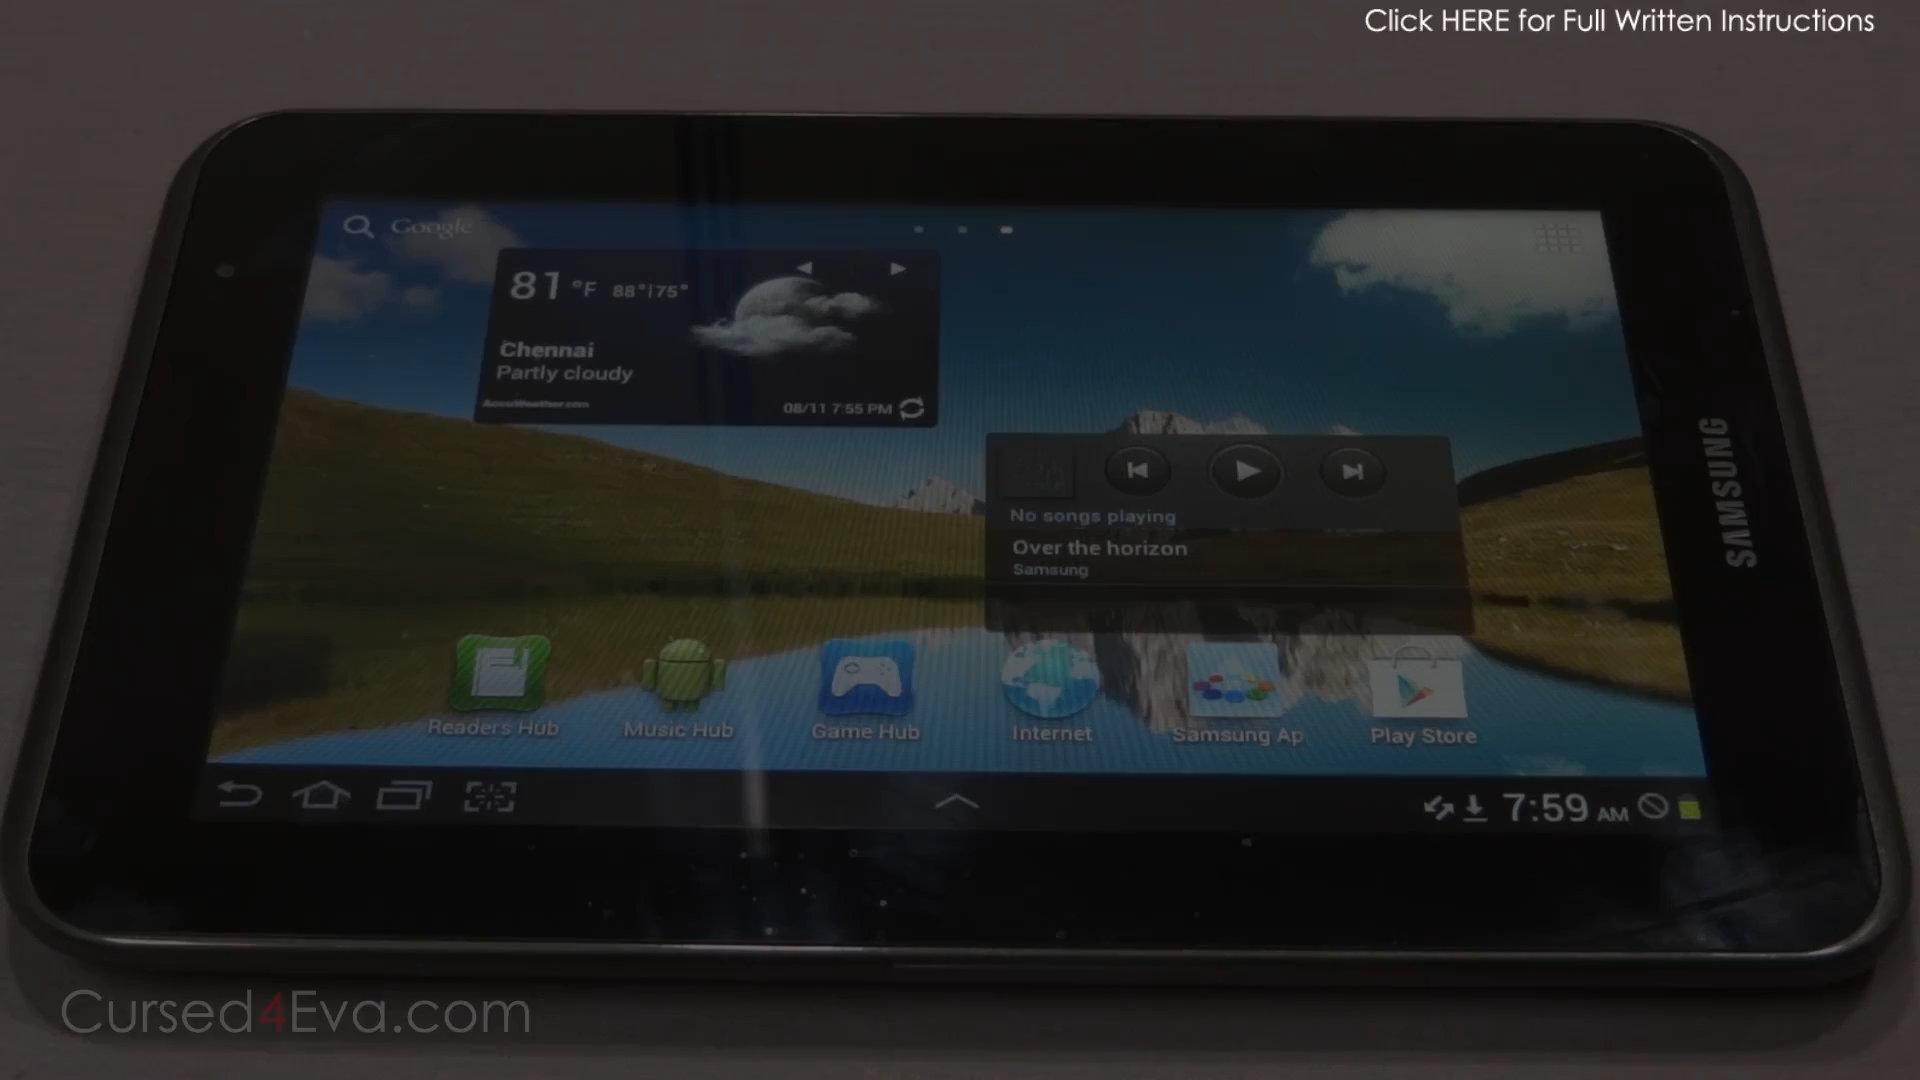 Click HERE for Full Written Instructions
Google
81 °F 88°|75°
Chennai
Partly cloudy
AccuWeather.com
08/11 7:55 PM
No songs playing
Over the horizon
Samsung
SAMSUNG
Readers Hub
Music Hub
Game Hub
Internet
Samsung Ap
Play Store
7:59 AM
Cursed4Eva.com